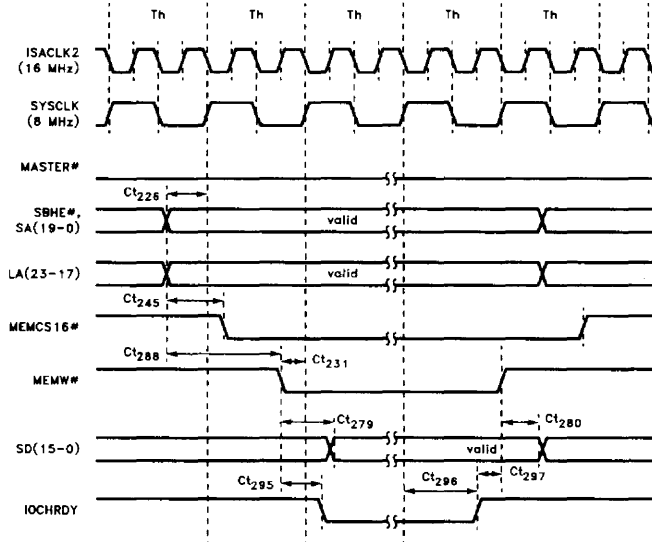 Th Th Th Th Th
ISACLK2
(16 MHz)
SYSCLK
(8 MHz)
MASTER#
Ct226
SBHE#,
SA(19-0)
valid
LA(23-17)
valid
Ct245
MEMCS16#
Ct288
Ct231
MEMW#
Ct279
Ct280
SD(15-0)
valid
Ct295
Ct296
Ct297
IOCHRDY